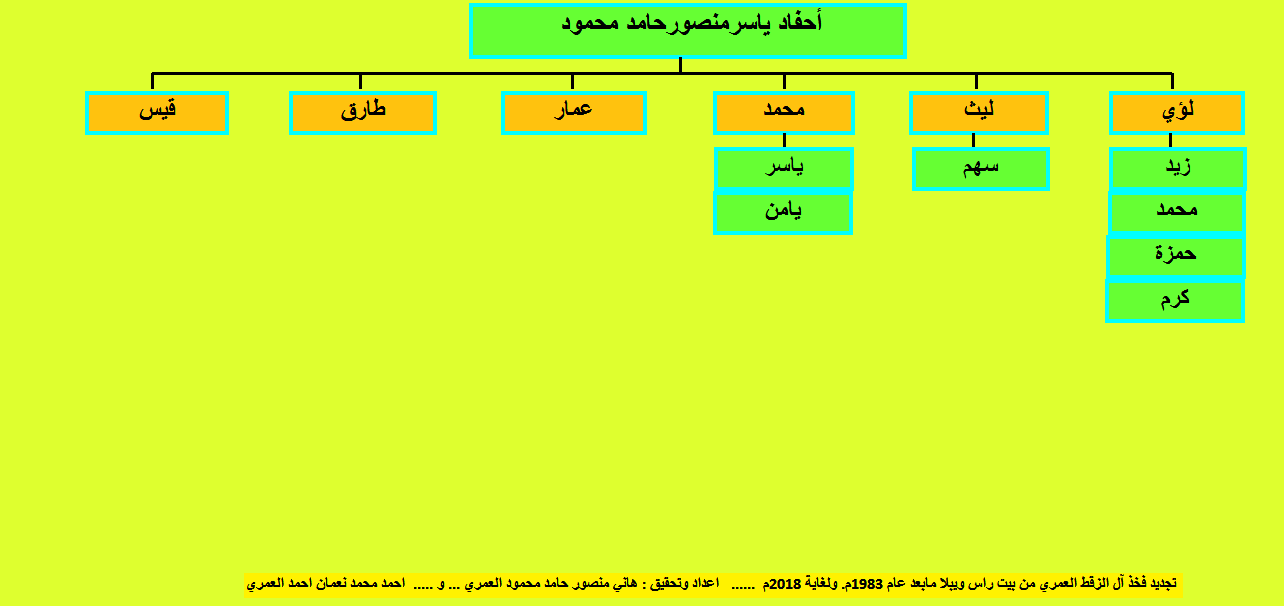 أحفاد ياسرمنصورحامد محمود
لؤي
ليث
محمد
عمار
طارق
قيس
زيد
سهم
ياسر
محمد
يامن
حمزة
كرم
تجديد فخذ آل الزقط العمري من بيت راس ويبلا مابعد عام 1983م. ولغاية 2018م ...... اعداد وتحقيق : هاني منصور حامد محمود العمري ... و ..... احمد محمد نعمان احمد العمري